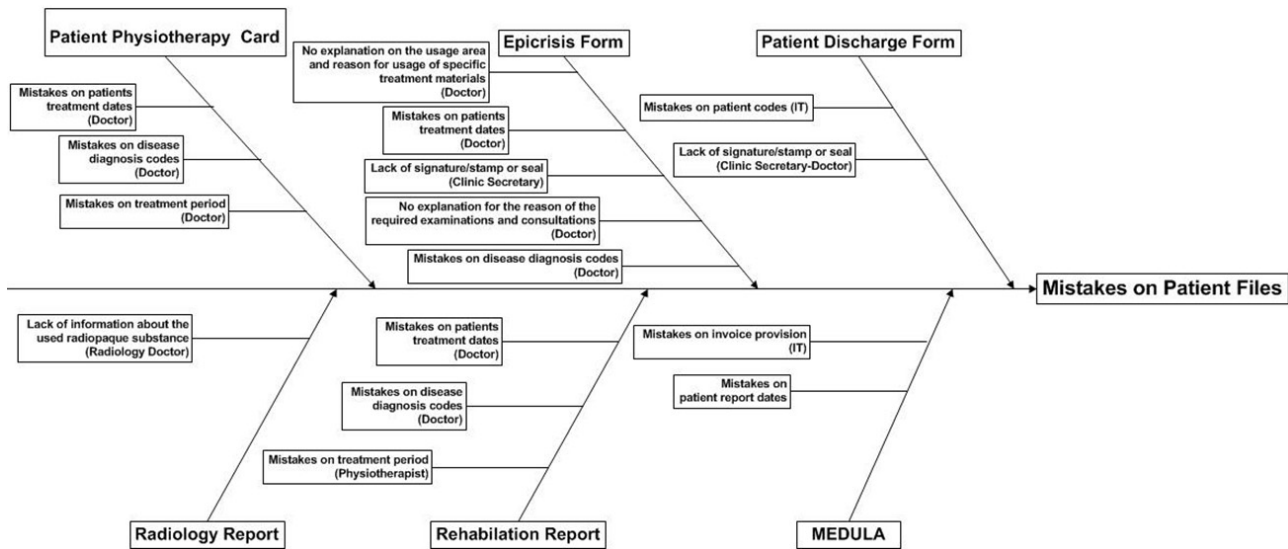 Patient Physiotherapy Card
Mistakes on patients
treatment dates
(Doctor)
Mistakes on disease
diagnosis codes
(Doctor)
Mistakes on treatment period
(Doctor)
Epicrisis Form
No explanation on the usage area
and reason for usage of specific
treatment materials
(Doctor)
Mistakes on patients
treatment dates
(Doctor)
Lack of signature/stamp or seal
(Clinic Secretary)
No explanation for the reason of the
required examinations and consultations
(Doctor)
Mistakes on disease diagnosis codes
(Doctor)
Patient Discharge Form
Mistakes on patient codes (IT)
Lack of signature/stamp or seal
(Clinic Secretary-Doctor)
Mistakes on Patient Files
Lack of information about the
used radiopaque substance
(Radiology Doctor)
Radiology Report
Mistakes on patients
treatment dates
(Doctor)
Mistakes on disease
diagnosis codes
(Doctor)
Mistakes on treatment period
(Physiotherapist)
Rehabilation Report
Mistakes on invoice provision
(IT)
Mistakes on
patient report dates
MEDULA